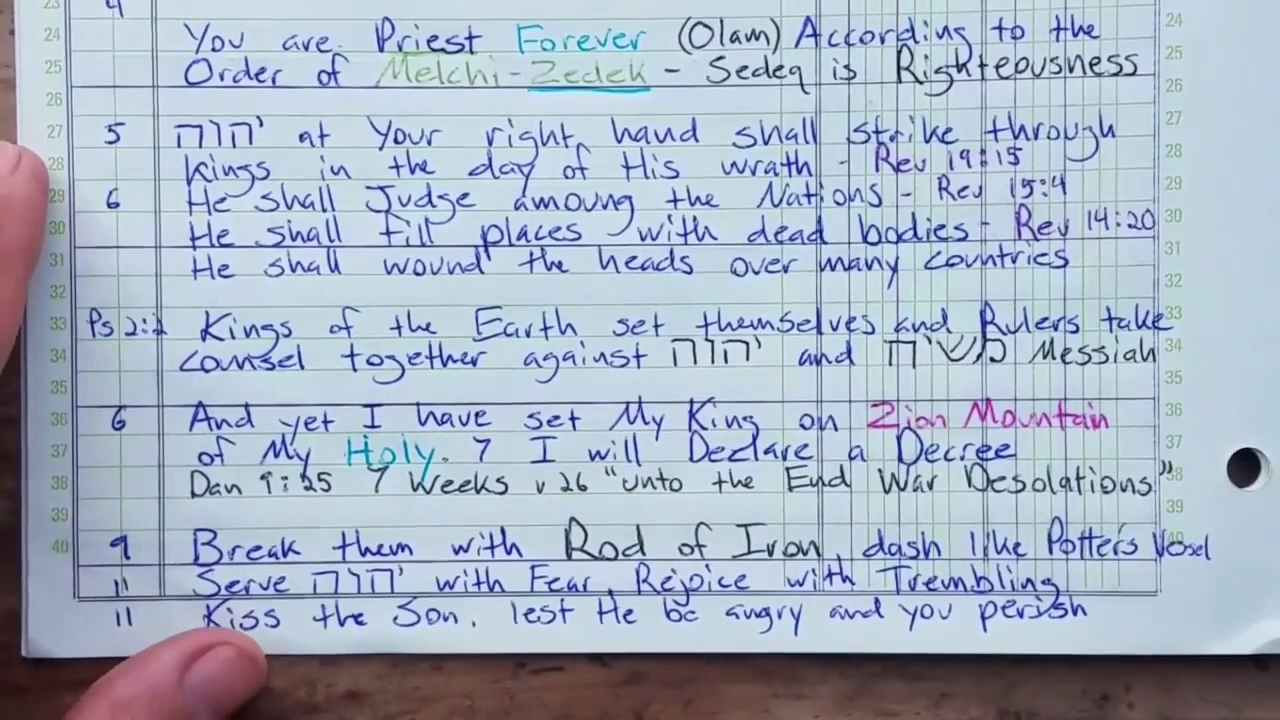 4
You are Priest Forever (Olam) According to the
Order of Melchi-Zedek - Sedeq is Righteousness
5 יהוה at Your right hand shall strike through
Kings in the day of His wrath - Rev 19:15
6 He shall Judge amoung the Nations - Rev 15:4
He shall fill places with dead bodies - Rev 14:20
He shall wound the heads over many countries
Ps 2:2 Kings of the Earth set themselves and Rulers take
counsel together against יהוה and משיח Messiah
6 And yet I have set My King on Zion Mountain
of My Holy. 7 I will Declare a Decree
Dan 9:25 7 Weeks v 26 "unto the End War Desolations"
9 Break them with Rod of Iron, dash like Potter's Vessel
11 Serve יהוה with Fear, Rejoice with Trembling
11 Kiss the Son, lest He be angry and you perish